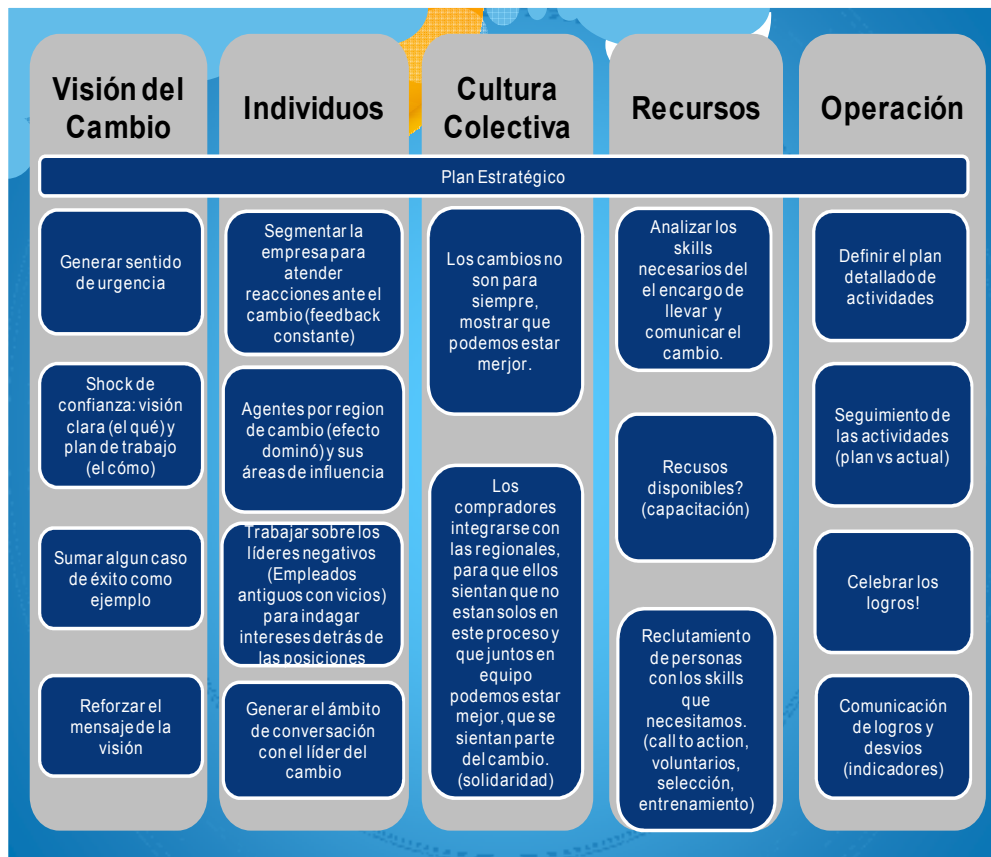 Visión del
Cambio
Individuos
Cultura
Colectiva
Recursos
Operación
Plan Estratégico
Generar sentido
de urgencia
Shock de
confianza: visión
clara (el qué) y
plan de trabajo
(el cómo)
Sumar algun caso
de éxito como
ejemplo
Reforzar el
mensaje de la
visión
Segmentar la
empresa para
atender
reacciones ante el
cambio (feedback
constante)
Agentes por region
de cambio (efecto
dominó) y sus
áreas de influencia
Trabajar sobre los
líderes negativos
(Empleados
antiguos con vicios)
para indagar
intereses detrás de
las posiciones
Generar el ámbito
de conversación
con el líder del
cambio
Los cambios no
son para
siempre,
mostrar que
podemos estar
merjor.
Los
compradores
integrarse con
las regionales,
para que ellos
sientan que no
estan solos en
este proceso y
que juntos en
equipo
podemos estar
mejor, que se
sientan parte
del cambio.
(solidaridad)
Analizar los
skills
necesarios del
el encargo de
llevar y
comunicar el
cambio.
Recusos
disponibles?
(capacitación)
Reclutamiento
de personas
con los skills
que
necesitamos.
(call to action,
voluntarios,
selección,
entrenamiento)
Definir el plan
detallado de
actividades
Seguimiento de
las actividades
(plan vs actual)
Celebrar los
logros!
Comunicación
de logros y
desvios
(indicadores)